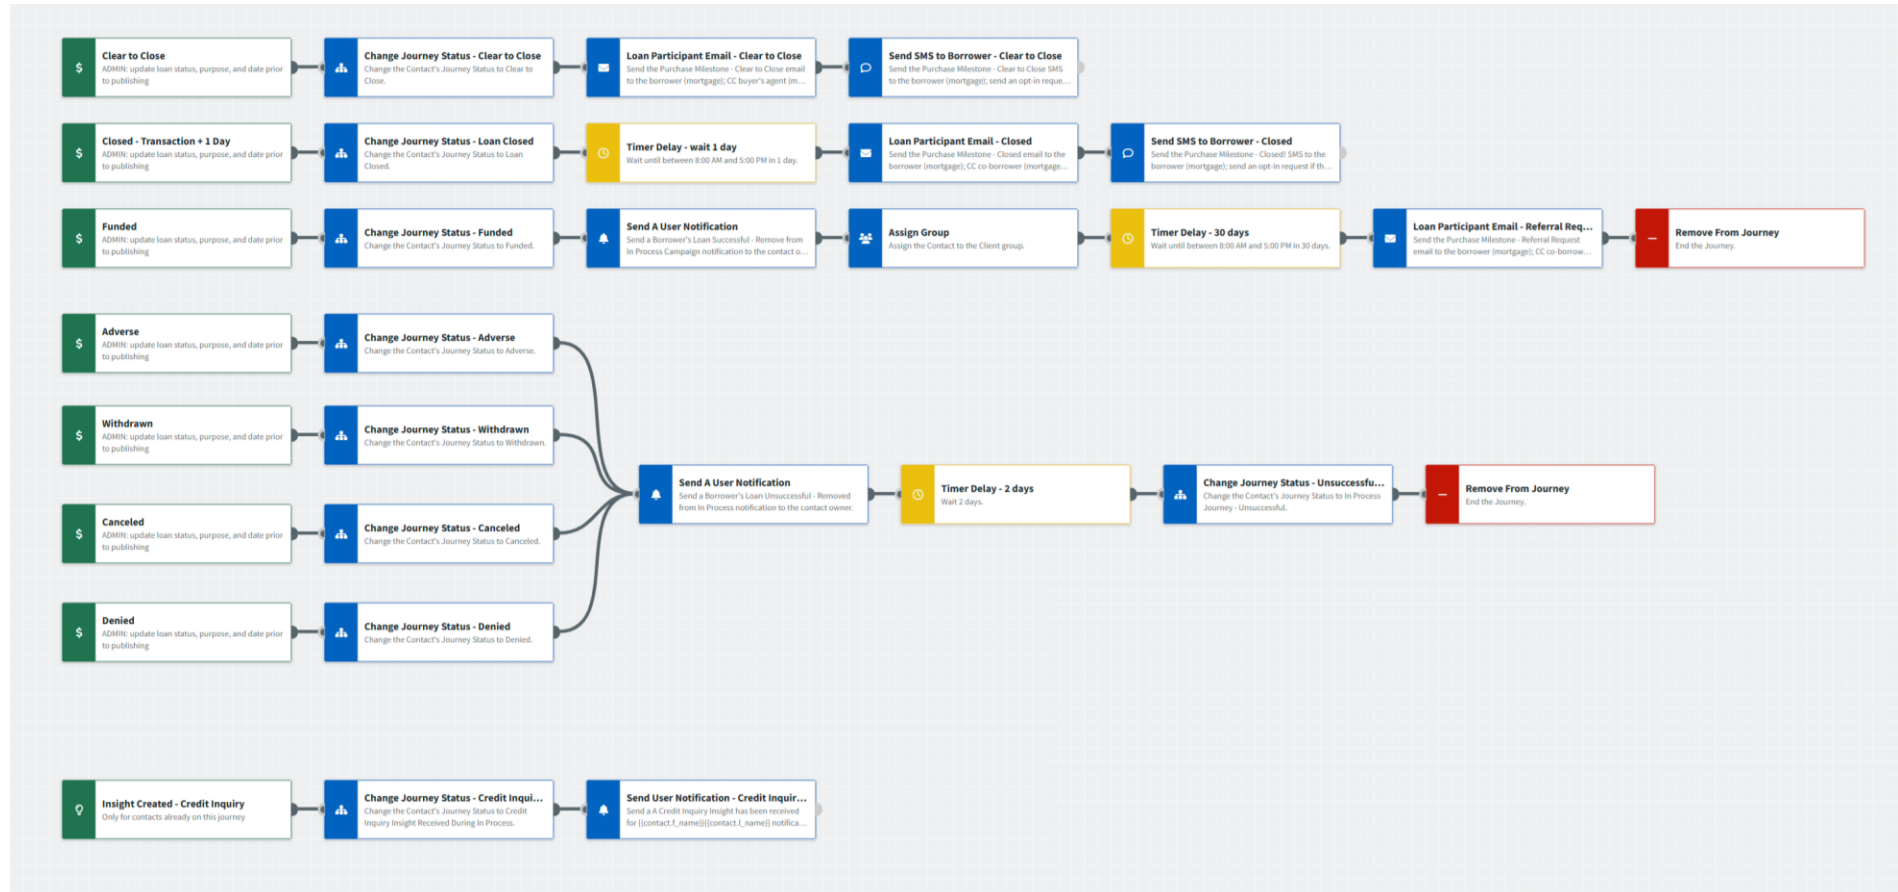 Clear to Close
ADMIN: update loan status, purpose, and date prior
to publishing
Change Journey Status - Clear to Close
Change the Contact's Journey Status to Clear to
Close.
Loan Participant Email - Clear to Close
Send the Purchase Milestone - Clear to Close email
to the borrower (mortgage); CC buyer's agent (m...
Send SMS to Borrower - Clear to Close
Send the Purchase Milestone - Clear to Close SMS
to the borrower (mortgage); send an opt-in reque...
Closed - Transaction + 1 Day
ADMIN: update loan status, purpose, and date prior
to publishing
Change Journey Status - Loan Closed
Change the Contact's Journey Status to Loan
Closed.
Timer Delay - wait 1 day
Wait until between 8:00 AM and 5:00 PM in 1 day.
Loan Participant Email - Closed
Send the Purchase Milestone - Closed email to the
borrower (mortgage); CC co-borrower (mortgage...
Send SMS to Borrower - Closed
Send the Purchase Milestone - Closed! SMS to the
borrower (mortgage); send an opt-in request if th...
Funded
ADMIN: update loan status, purpose, and date prior
to publishing
Change Journey Status - Funded
Change the Contact's Journey Status to Funded.
Send A User Notification
Send a Borrower's Loan Successful - Remove from
In Process Campaign notification to the contact o...
Assign Group
Assign the Contact to the Client group.
Timer Delay - 30 days
Wait until between 8:00 AM and 5:00 PM in 30 days.
Loan Participant Email - Referral Req...
Send the Purchase Milestone - Referral Request
email to the borrower (mortgage); CC co-borrow...
Remove From Journey
End the Journey.
Adverse
ADMIN: update loan status, purpose, and date prior
to publishing
Change Journey Status - Adverse
Change the Contact's Journey Status to Adverse.
Withdrawn
ADMIN: update loan status, purpose, and date prior
to publishing
Change Journey Status - Withdrawn
Change the Contact's Journey Status to Withdrawn.
Canceled
ADMIN: update loan status, purpose, and date prior
to publishing
Change Journey Status - Canceled
Change the Contact's Journey Status to Canceled.
Denied
ADMIN: update loan status, purpose, and date prior
to publishing
Change Journey Status - Denied
Change the Contact's Journey Status to Denied.
Send A User Notification
Send a Borrower's Loan Unsuccessful - Removed
from In Process notification to the contact owner.
Timer Delay - 2 days
Wait 2 days.
Change Journey Status - Unsuccessfu...
Change the Contact's Journey Status to In Process
Journey - Unsuccessful.
Remove From Journey
End the Journey.
Insight Created - Credit Inquiry
Only for contacts already on this journey
Change Journey Status - Credit Inqui...
Change the Contact's Journey Status to Credit
Inquiry Insight Received During In Process.
Send User Notification - Credit Inquir...
Send a A Credit Inquiry Insight has been received
for {{contact.f_name}}{{contact.l_name}} notifica...